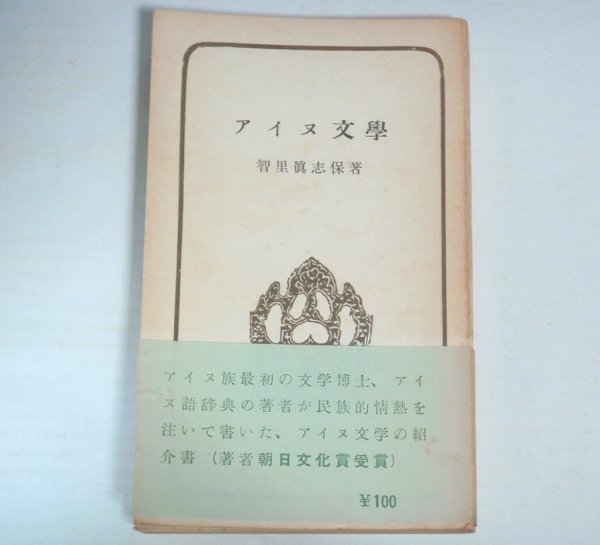 アイヌ文學
智里眞志保著
アイヌ族最初の文学博士、アイ
ヌ語辞典の著者が民族的情熱を
注いて書いた、アイヌ文学の紹
介書（著者朝日文化賞受賞）
¥100